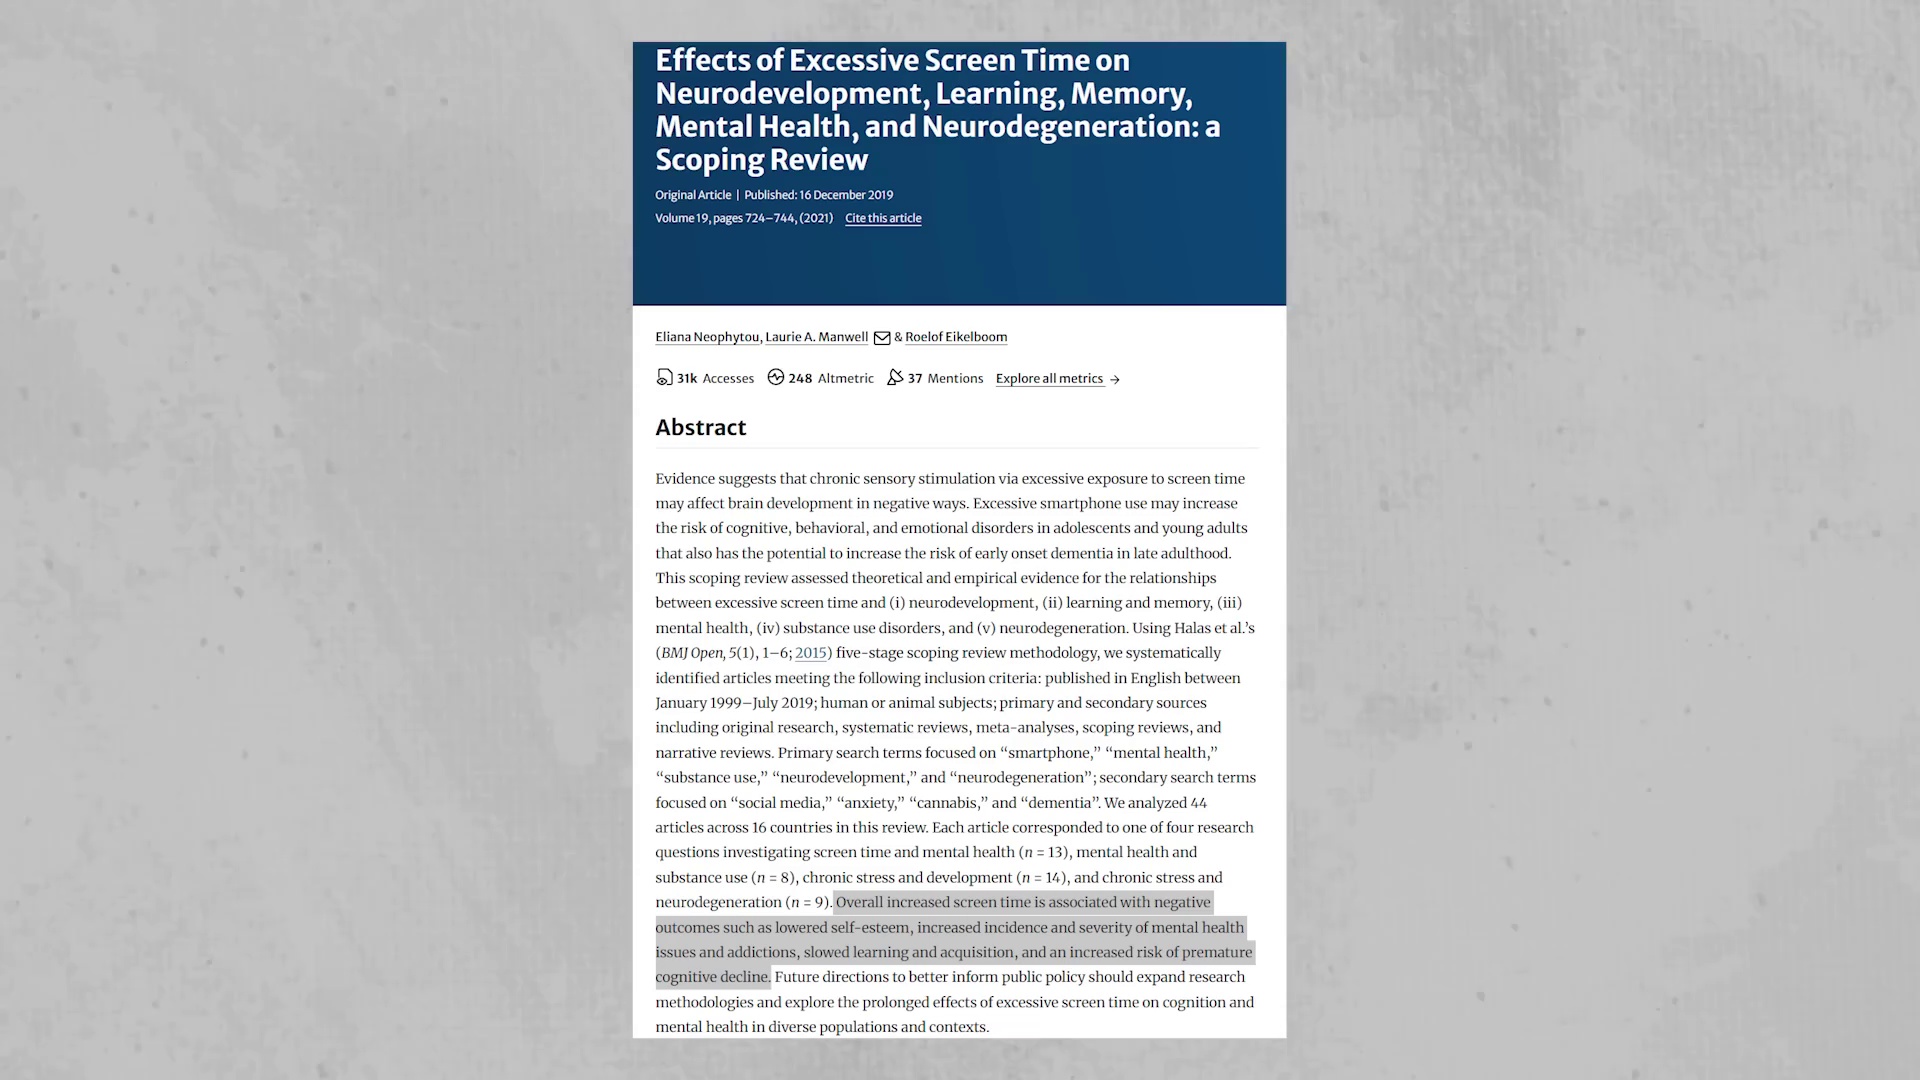 Effects of Excessive Screen Time on
Neurodevelopment, Learning, Memory,
Mental Health, and Neurodegeneration: a
Scoping Review
Original Article | Published: 16 December 2019
Volume 19, pages 724–744, (2021) Cite this article
Eliana Neophytou, Laurie A. Manwell & Roelof Eikelboom
31k Accesses 248 Altmetric 37 Mentions Explore all metrics →
Abstract
Evidence suggests that chronic sensory stimulation via excessive exposure to screen time
may affect brain development in negative ways. Excessive smartphone use may increase
the risk of cognitive, behavioral, and emotional disorders in adolescents and young adults
that also has the potential to increase the risk of early onset dementia in late adulthood.
This scoping review assessed theoretical and empirical evidence for the relationships
between excessive screen time and (i) neurodevelopment, (ii) learning and memory, (iii)
mental health, (iv) substance use disorders, and (v) neurodegeneration. Using Halas et al.’s
(BMJ Open, 5(1), 1–6; 2015) five-stage scoping review methodology, we systematically
identified articles meeting the following inclusion criteria: published in English between
January 1999–July 2019; human or animal subjects; primary and secondary sources
including original research, systematic reviews, meta-analyses, scoping reviews, and
narrative reviews. Primary search terms focused on “smartphone,” “mental health,”
“substance use,” “neurodevelopment,” and “neurodegeneration”; secondary search terms
focused on “social media,” “anxiety,” “cannabis,” and “dementia”. We analyzed 44
articles across 16 countries in this review. Each article corresponded to one of four research
questions investigating screen time and mental health (n = 13), mental health and
substance use (n = 8), chronic stress and development (n = 14), and chronic stress and
neurodegeneration (n = 9). Overall increased screen time is associated with negative
outcomes such as lowered self-esteem, increased incidence and severity of mental health
issues and addictions, slowed learning and acquisition, and an increased risk of premature
cognitive decline. Future directions to better inform public policy should expand research
methodologies and explore the prolonged effects of excessive screen time on cognition and
mental health in diverse populations and contexts.